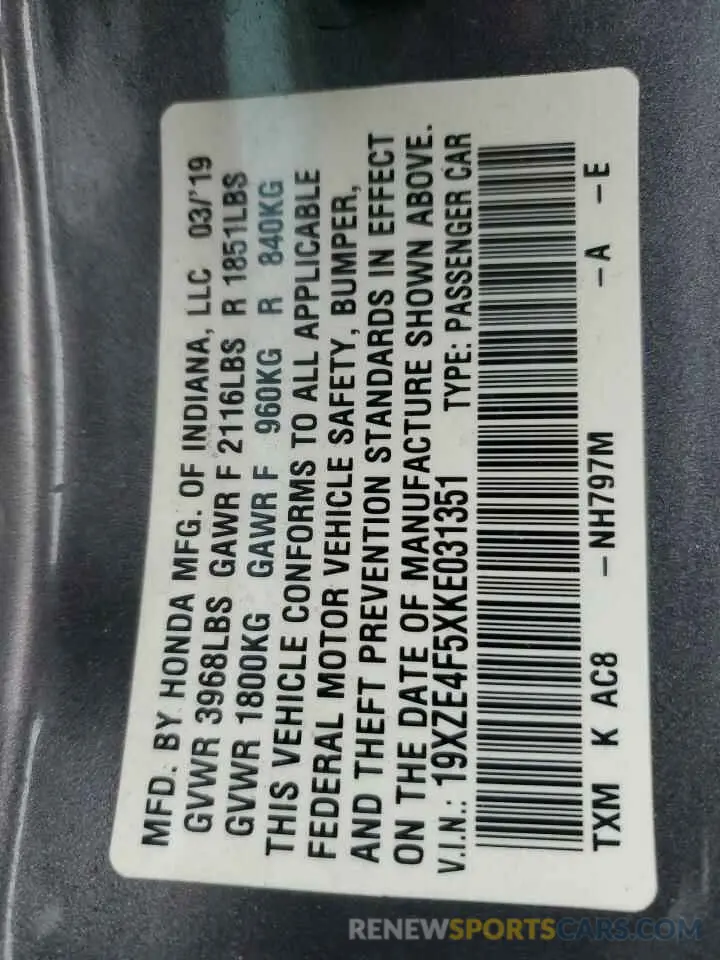 MFD. BY HONDA MFG. OF INDIANA, LLC 03/'19
GVWR 3968LBS GAWR F 2116LBS R 1851LBS
GVWR 1800KG GAWR F 960KG R 840KG
THIS VEHICLE CONFORMS TO ALL APPLICABLE
FEDERAL MOTOR VEHICLE SAFETY, BUMPER,
AND THEFT PREVENTION STANDARDS IN EFFECT
ON THE DATE OF MANUFACTURE SHOWN ABOVE.
V.I.N.: 19XZE4F5XKE031351 TYPE: PASSENGER CAR
TXM K AC8 -NH797M -A -E
RENEWSPORTSCARS.COM